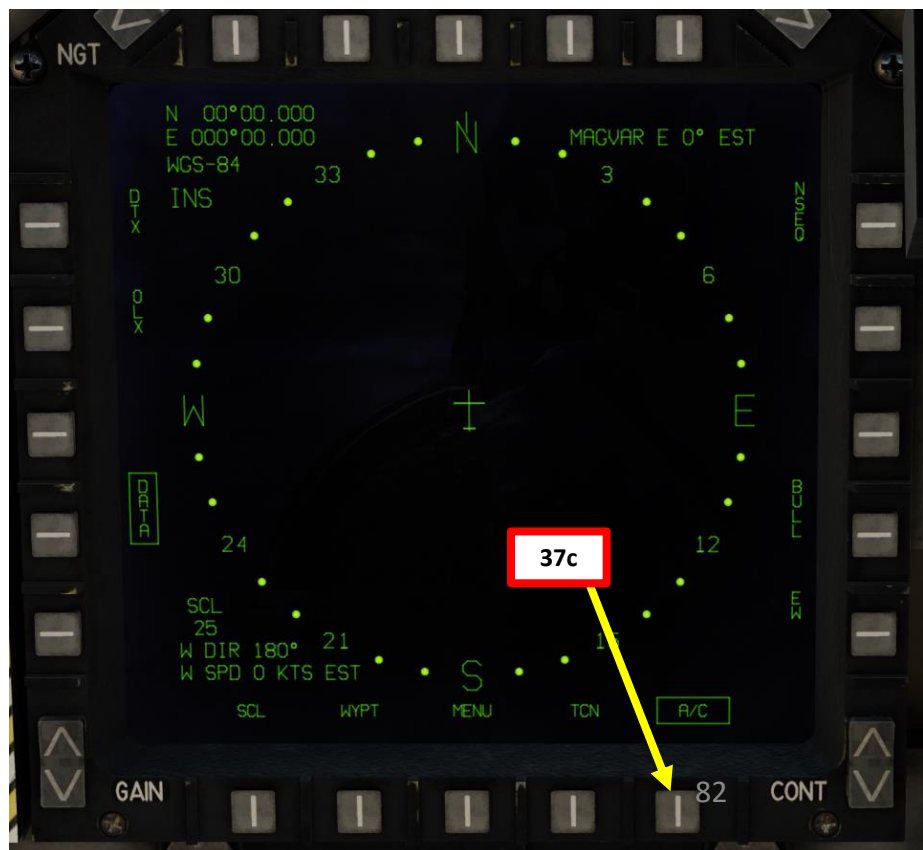 NGT
N 00°00.000
E 000°00.000
WGS-84
INS
MAGVAR E 0° EST
N
33
3
DTX
NSEQ
30
6
OLX
W
E
DATA
BULL
24
12
37c
EW
SCL
25
W DIR 180°
W SPD 0 KTS EST
21
15
S
SCL WYPT MENU TCN A/C
GAIN
82
CONT